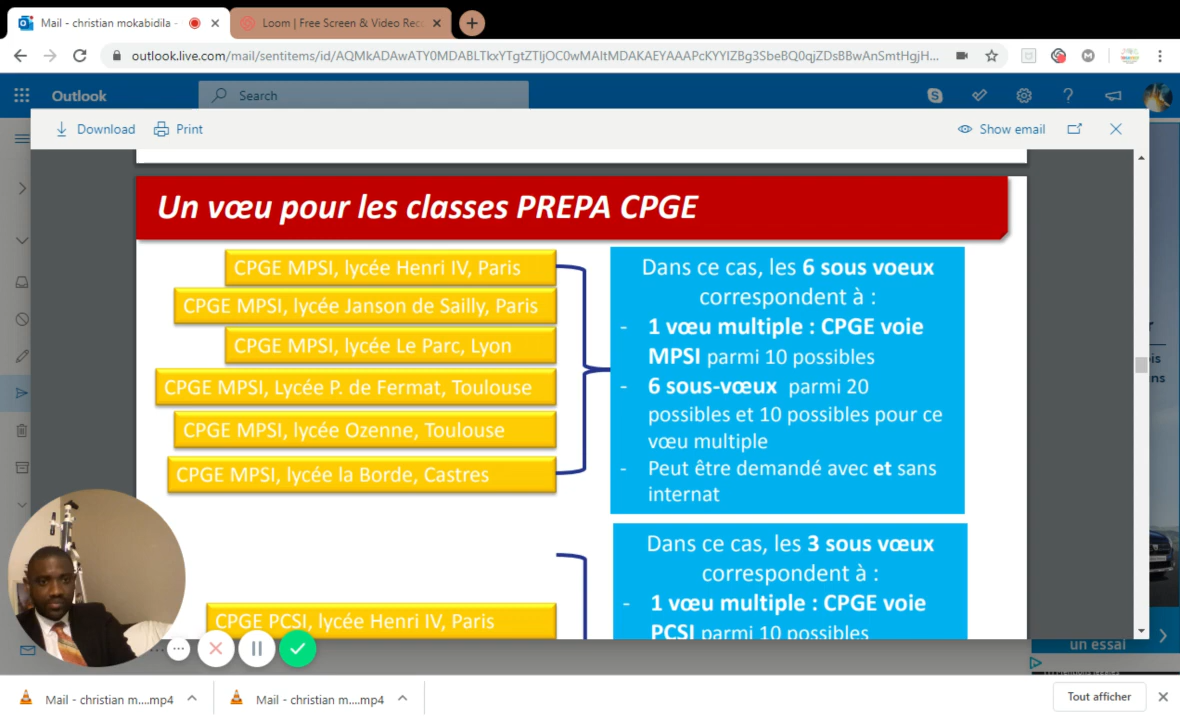 Mail - christian mokabidila -
Loom | Free Screen & Video Rec
outlook.live.com/mail/sentitems/id/AQMkADAwATY0MDABLTkxYTgtZTljOC0wMAItMDAKAEYAAAPcKYYIZBg3SbeBQ0qjZDsBBwAnSmtHgjH...
Outlook
Search
Download
Print
Show email
Un vœu pour les classes PREPA CPGE
CPGE MPSI, lycée Henri IV, Paris
CPGE MPSI, lycée Janson de Sailly, Paris
CPGE MPSI, lycée Le Parc, Lyon
CPGE MPSI, Lycée P. de Fermat, Toulouse
CPGE MPSI, lycée Ozenne, Toulouse
CPGE MPSI, lycée la Borde, Castres
Dans ce cas, les 6 sous voeux
correspondent à :
- 1 vœu multiple : CPGE voie
MPSI parmi 10 possibles
- 6 sous-vœux parmi 20
possibles et 10 possibles pour ce
vœu multiple
- Peut être demandé avec et sans
internat
CPGE PCSI, lycée Henri IV, Paris
Dans ce cas, les 3 sous vœux
correspondent à :
- 1 vœu multiple : CPGE voie
PCSI parmi 10 possibles
un essai
Mail - christian m....mp4
Mail - christian m....mp4
Tout afficher